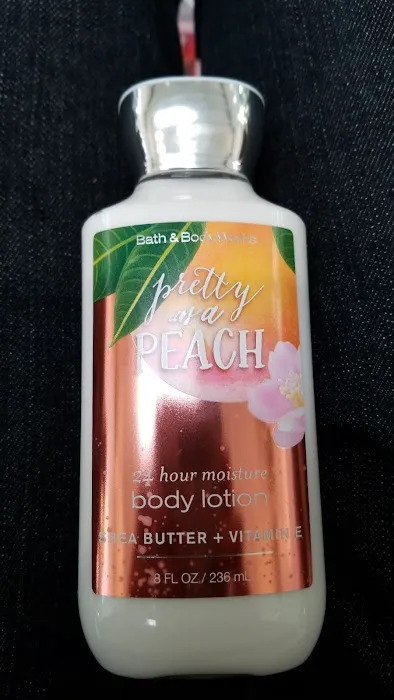 Bath & Body Works
pretty
as a
PEACH
24 hour moisture
body lotion
SHEA BUTTER + VITAMIN E
8 FL OZ / 236 mL